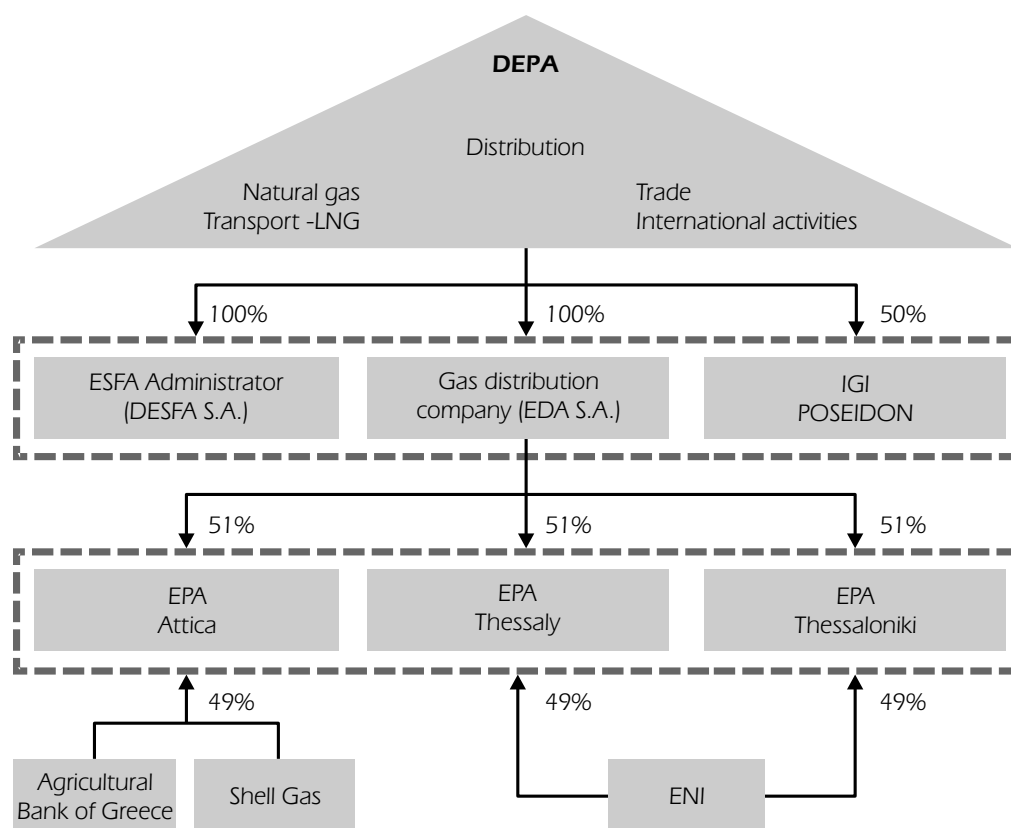 DEPA
Distribution
Natural gas
Transport -LNG
Trade
International activities
100%
100%
50%
ESFA Administrator
(DESFA S.A.)
Gas distribution
company (EDA S.A.)
IGI
POSEIDON
51%
51%
51%
EPA
Attica
EPA
Thessaly
EPA
Thessaloniki
49%
49%
49%
Agricultural
Bank of Greece
Shell Gas
ENI